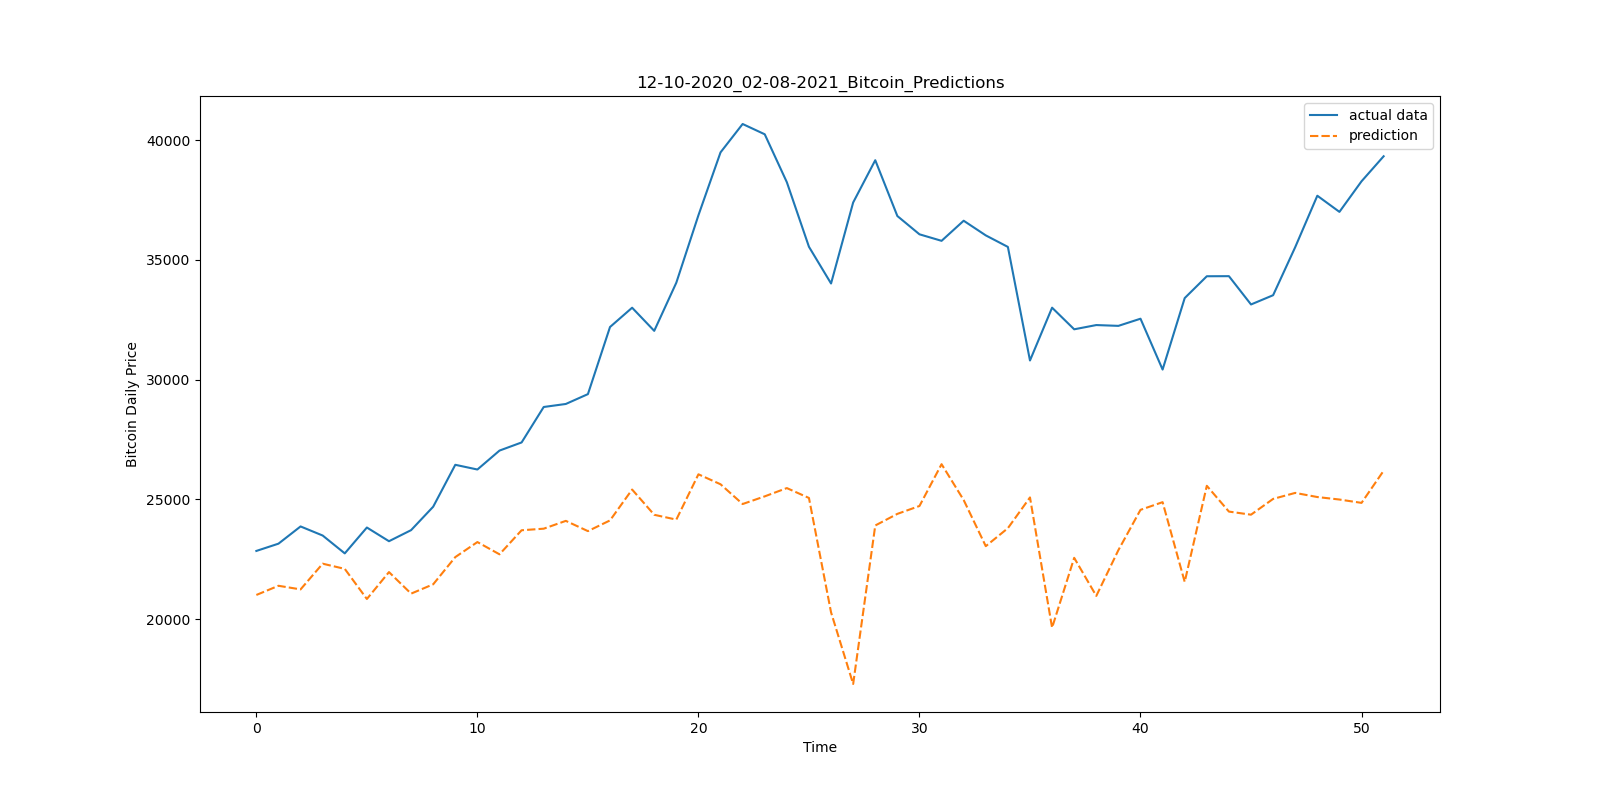 12-10-2020_02-08-2021_Bitcoin_Predictions
actual data
prediction
40000
35000
30000
25000
20000
Bitcoin Daily Price
0 10 20 30 40 50
Time